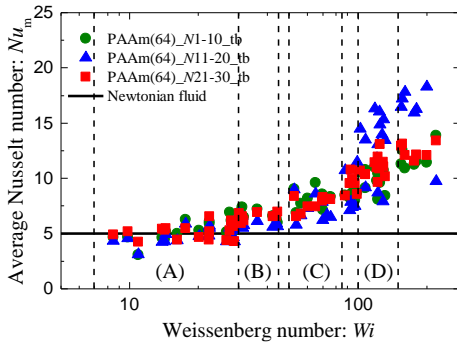 25
20
15
10
5
0
Average Nusselt number: Nu_m
PAAm(64)_N1-10_tb
PAAm(64)_N11-20_tb
PAAm(64)_N21-30_tb
Newtonian fluid
(A) (B) (C) (D)
10 100
Weissenberg number: Wi